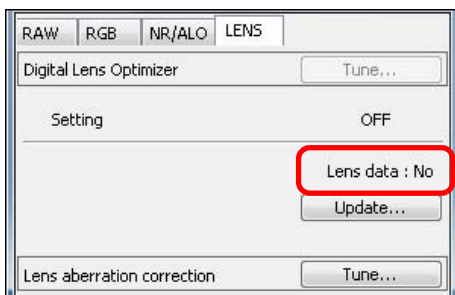 RAW RGB NR/ALO LENS
Digital Lens Optimizer Tune...
Setting OFF
Lens data : No
Update...
Lens aberration correction Tune...